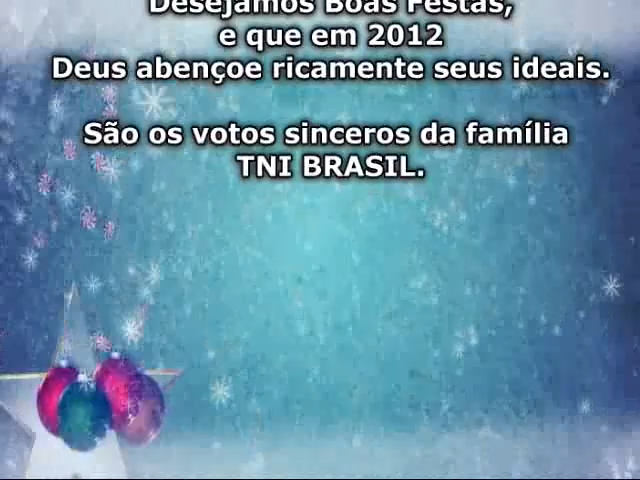 Desejamos Boas Festas,
e que em 2012
Deus abençoe ricamente seus ideais.
São os votos sinceros da família
TNI BRASIL.